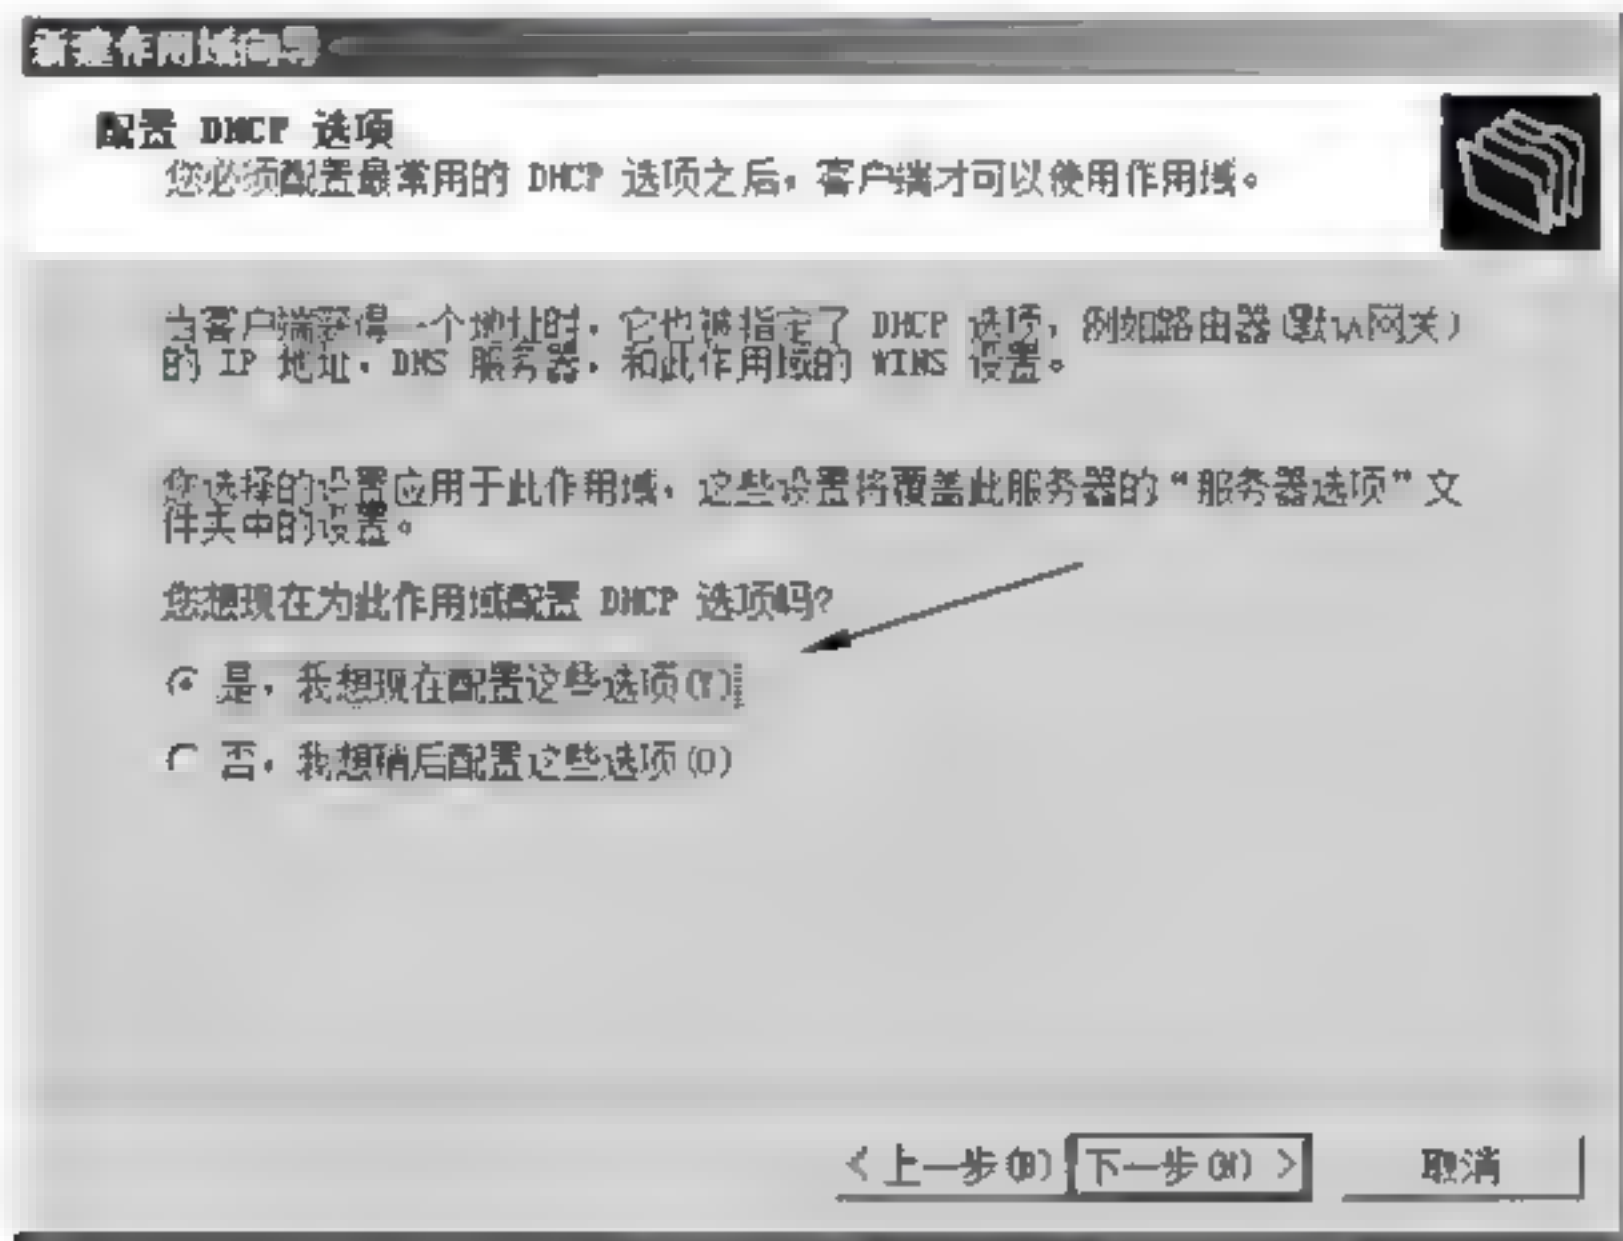 新建作用域向导
配置 DHCP 选项
您必须配置最常用的 DHCP 选项之后，客户端才可以使用作用域。
当客户端获得一个地址时，它也被指定了 DHCP 选项，例如路由器(默认网关)
的 IP 地址，DNS 服务器，和此作用域的 WINS 设置。
您选择的设置应用于此作用域，这些设置将覆盖此服务器的“服务器选项”文
件夹中的设置。
您想现在为此作用域配置 DHCP 选项吗?
是，我想现在配置这些选项(Y)
否，我想稍后配置这些选项(O)
< 上一步(B)
下一步(N) >
取消